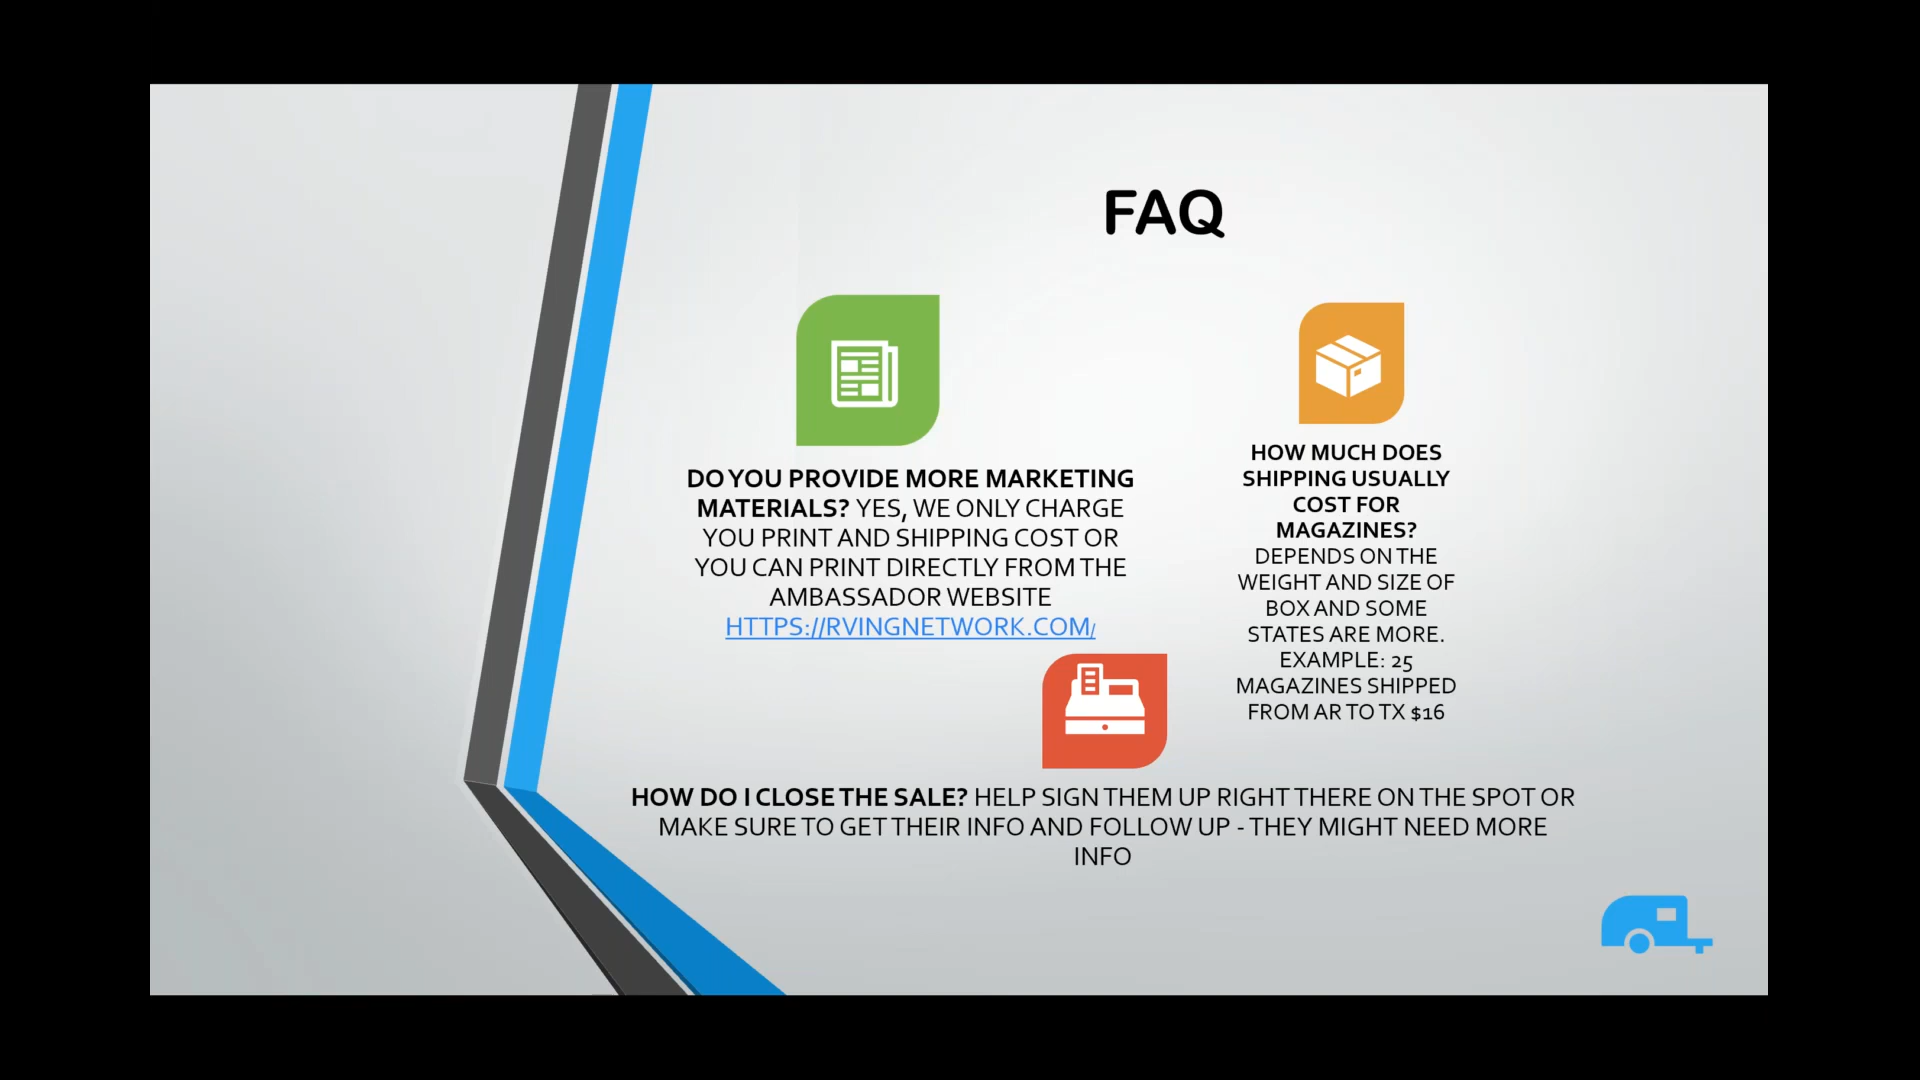 FAQ
DO YOU PROVIDE MORE MARKETING
MATERIALS? YES, WE ONLY CHARGE
YOU PRINT AND SHIPPING COST OR
YOU CAN PRINT DIRECTLY FROM THE
AMBASSADOR WEBSITE
HTTPS://RVINGNETWORK.COM/
HOW MUCH DOES
SHIPPING USUALLY
COST FOR
MAGAZINES?
DEPENDS ON THE
WEIGHT AND SIZE OF
BOX AND SOME
STATES ARE MORE.
EXAMPLE: 25
MAGAZINES SHIPPED
FROM AR TO TX $16
HOW DO I CLOSE THE SALE? HELP SIGN THEM UP RIGHT THERE ON THE SPOT OR
MAKE SURE TO GET THEIR INFO AND FOLLOW UP - THEY MIGHT NEED MORE
INFO